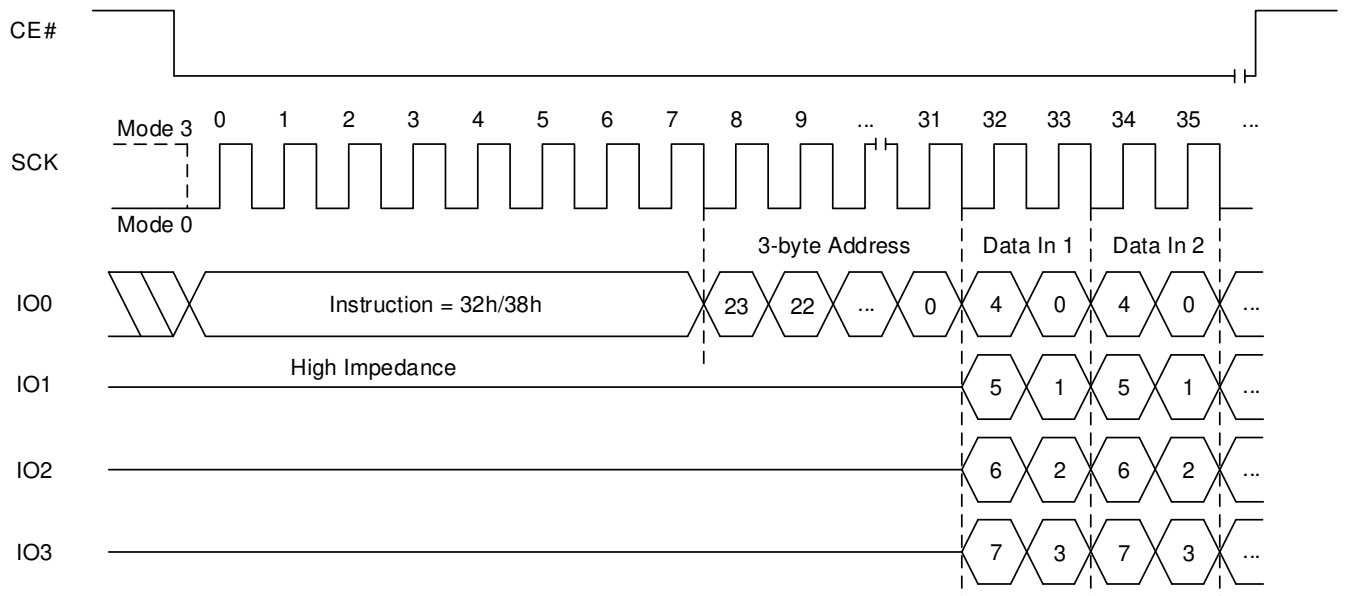 CE#
Mode 3 0 1 2 3 4 5 6 7 8 9 ... 31 32 33 34 35 ...
SCK
Mode 0
3-byte Address Data In 1 Data In 2
IO0 Instruction = 32h/38h 23 22 ... 0 4 0 4 0 ...
High Impedance
IO1 5 1 5 1 ...
IO2 6 2 6 2 ...
IO3 7 3 7 3 ...